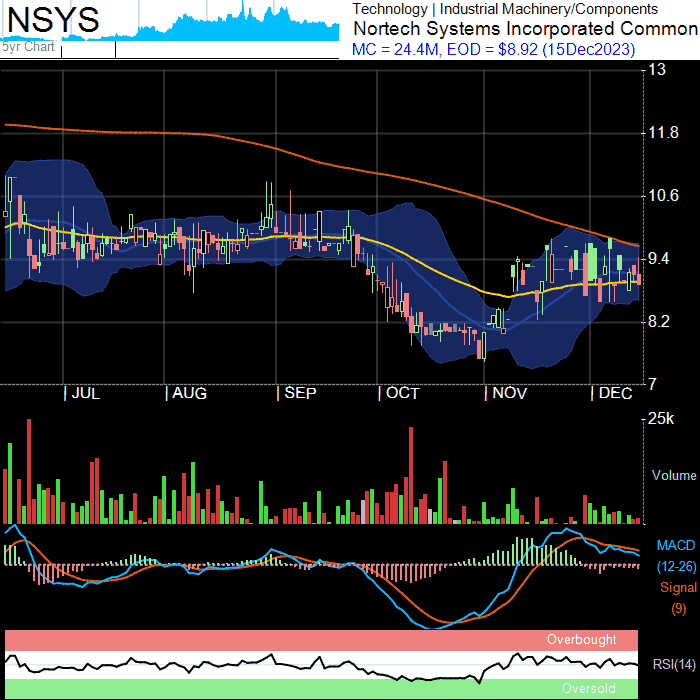 NSYS
5yr Chart
Technology | Industrial Machinery/Components
Nortech Systems Incorporated Common
MC = 24.4M, EOD = $8.92 (15Dec2023)
13
11.8
10.6
9.4
8.2
7
| JUL
| AUG
| SEP
| OCT
| NOV
| DEC
25k
Volume
MACD
(12-26)
Signal
(9)
Overbought
RSI(14)
Oversold